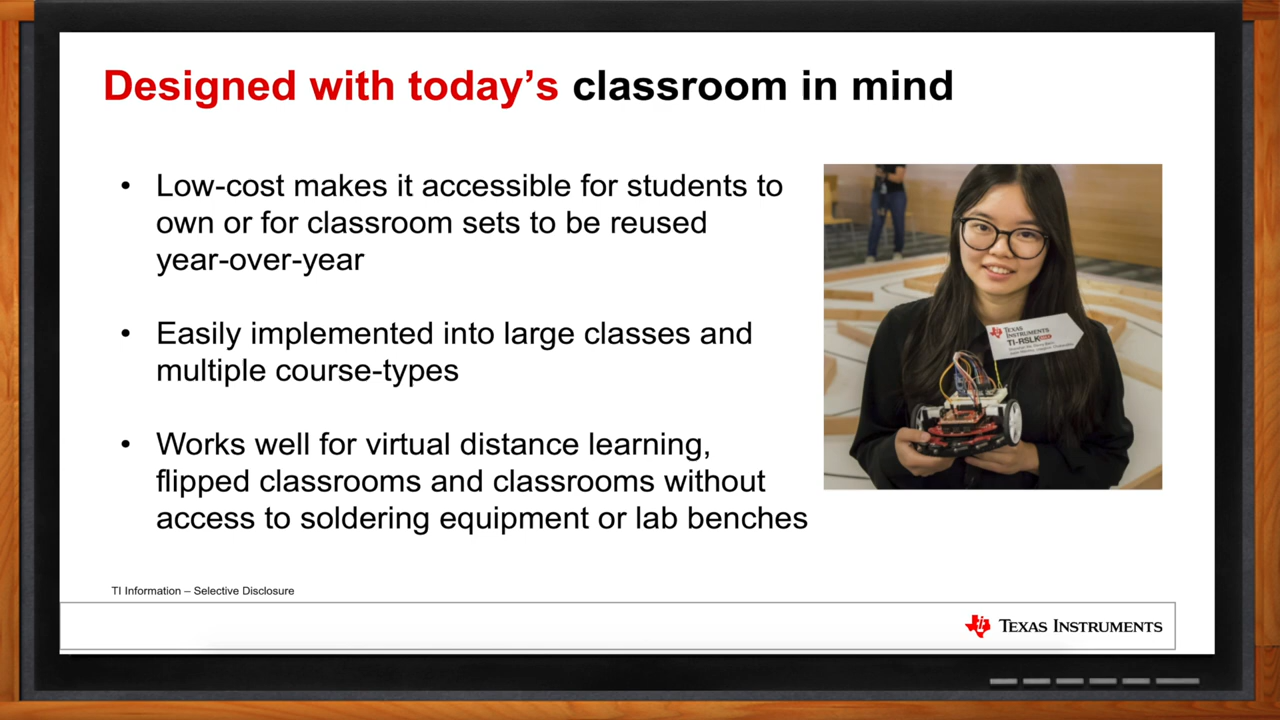 Designed with today's classroom in mind
• Low-cost makes it accessible for students to
own or for classroom sets to be reused
year-over-year
• Easily implemented into large classes and
multiple course-types
• Works well for virtual distance learning,
flipped classrooms and classrooms without
access to soldering equipment or lab benches
TEXAS
INSTRUMENTS
TI-RSLK
TI Information – Selective Disclosure
TEXAS INSTRUMENTS